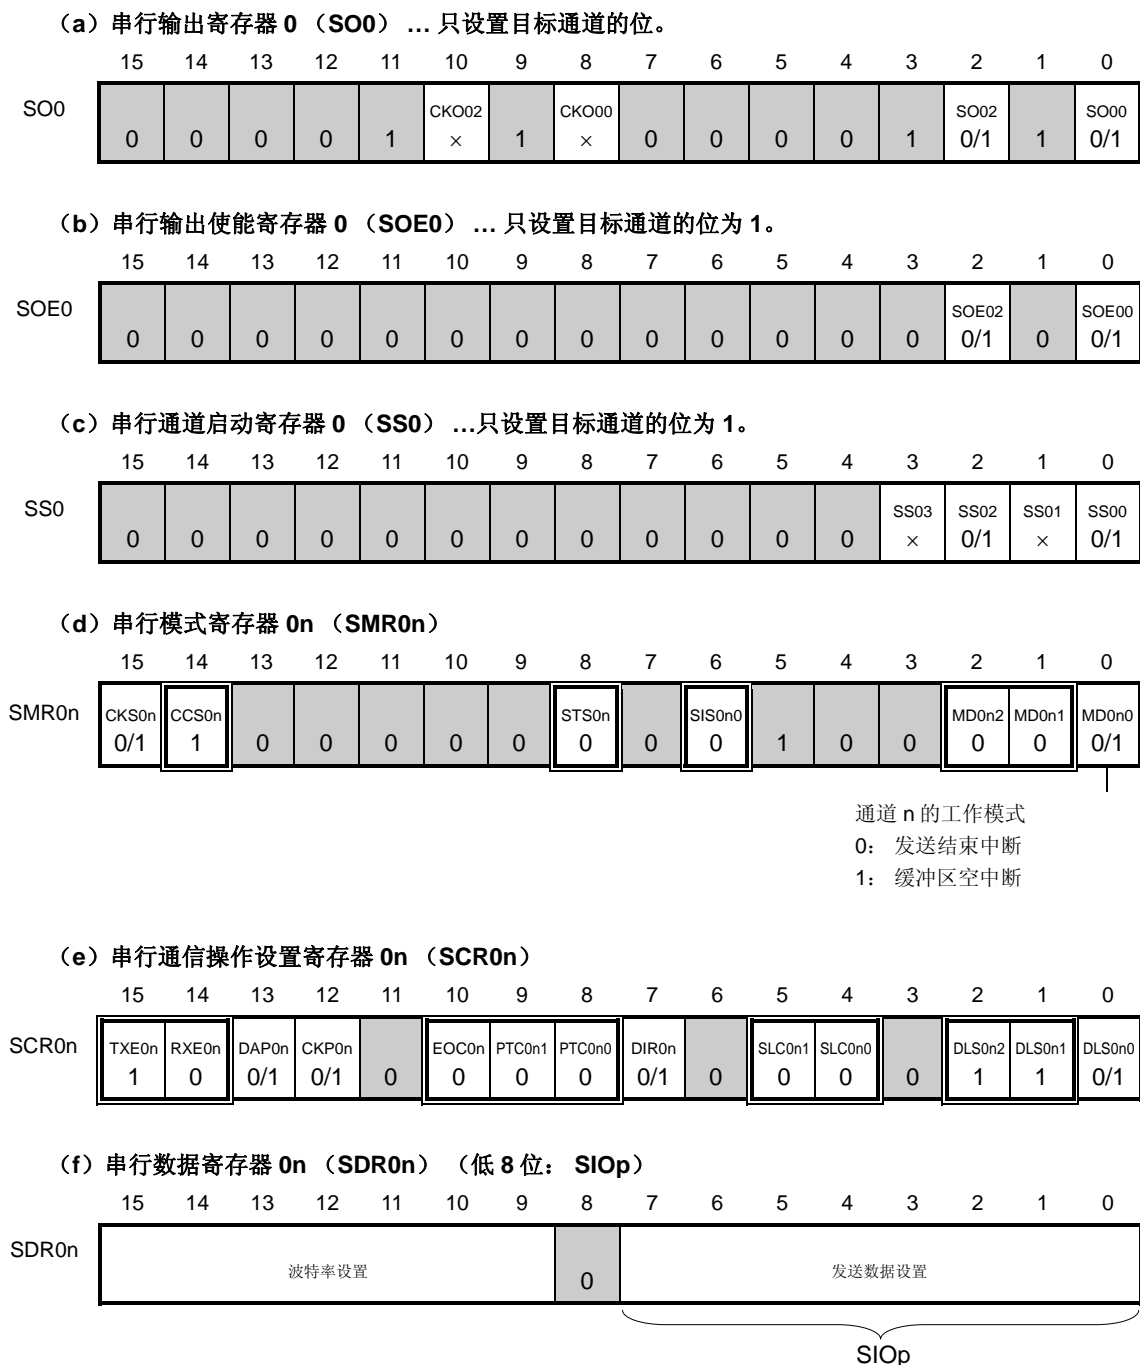 （a）串行输出寄存器 0 （SO0） … 只设置目标通道的位。
15 14 13 12 11 10 9 8 7 6 5 4 3 2 1 0
SO0
CKO02 CKO00 SO02 SO00
0 0 0 0 1 × 1 × 0 0 0 0 1 0/1 1 0/1
（b）串行输出使能寄存器 0 （SOE0） … 只设置目标通道的位为 1。
15 14 13 12 11 10 9 8 7 6 5 4 3 2 1 0
SOE0
SOE02 SOE00
0 0 0 0 0 0 0 0 0 0 0 0 0 0/1 0 0/1
（c）串行通道启动寄存器 0 （SS0） …只设置目标通道的位为 1。
15 14 13 12 11 10 9 8 7 6 5 4 3 2 1 0
SS0
SS03 SS02 SS01 SS00
0 0 0 0 0 0 0 0 0 0 0 0 × 0/1 × 0/1
（d）串行模式寄存器 0n （SMR0n）
15 14 13 12 11 10 9 8 7 6 5 4 3 2 1 0
SMR0n
CKS0n CCS0n STS0n SIS0n0 MD0n2 MD0n1 MD0n0
0/1 1 0 0 0 0 0 0 0 0 1 0 0 0 0 0/1
通道 n 的工作模式
0： 发送结束中断
1： 缓冲区空中断
（e）串行通信操作设置寄存器 0n （SCR0n）
15 14 13 12 11 10 9 8 7 6 5 4 3 2 1 0
SCR0n
TXE0n RXE0n DAP0n CKP0n EOC0n PTC0n1 PTC0n0 DIR0n SLC0n1 SLC0n0 DLS0n2 DLS0n1 DLS0n0
1 0 0/1 0/1 0 0 0 0 0/1 0 0 0 0 1 1 0/1
（f）串行数据寄存器 0n （SDR0n） （低 8 位： SIOp）
15 14 13 12 11 10 9 8 7 6 5 4 3 2 1 0
SDR0n
波特率设置 0 发送数据设置
SIOp